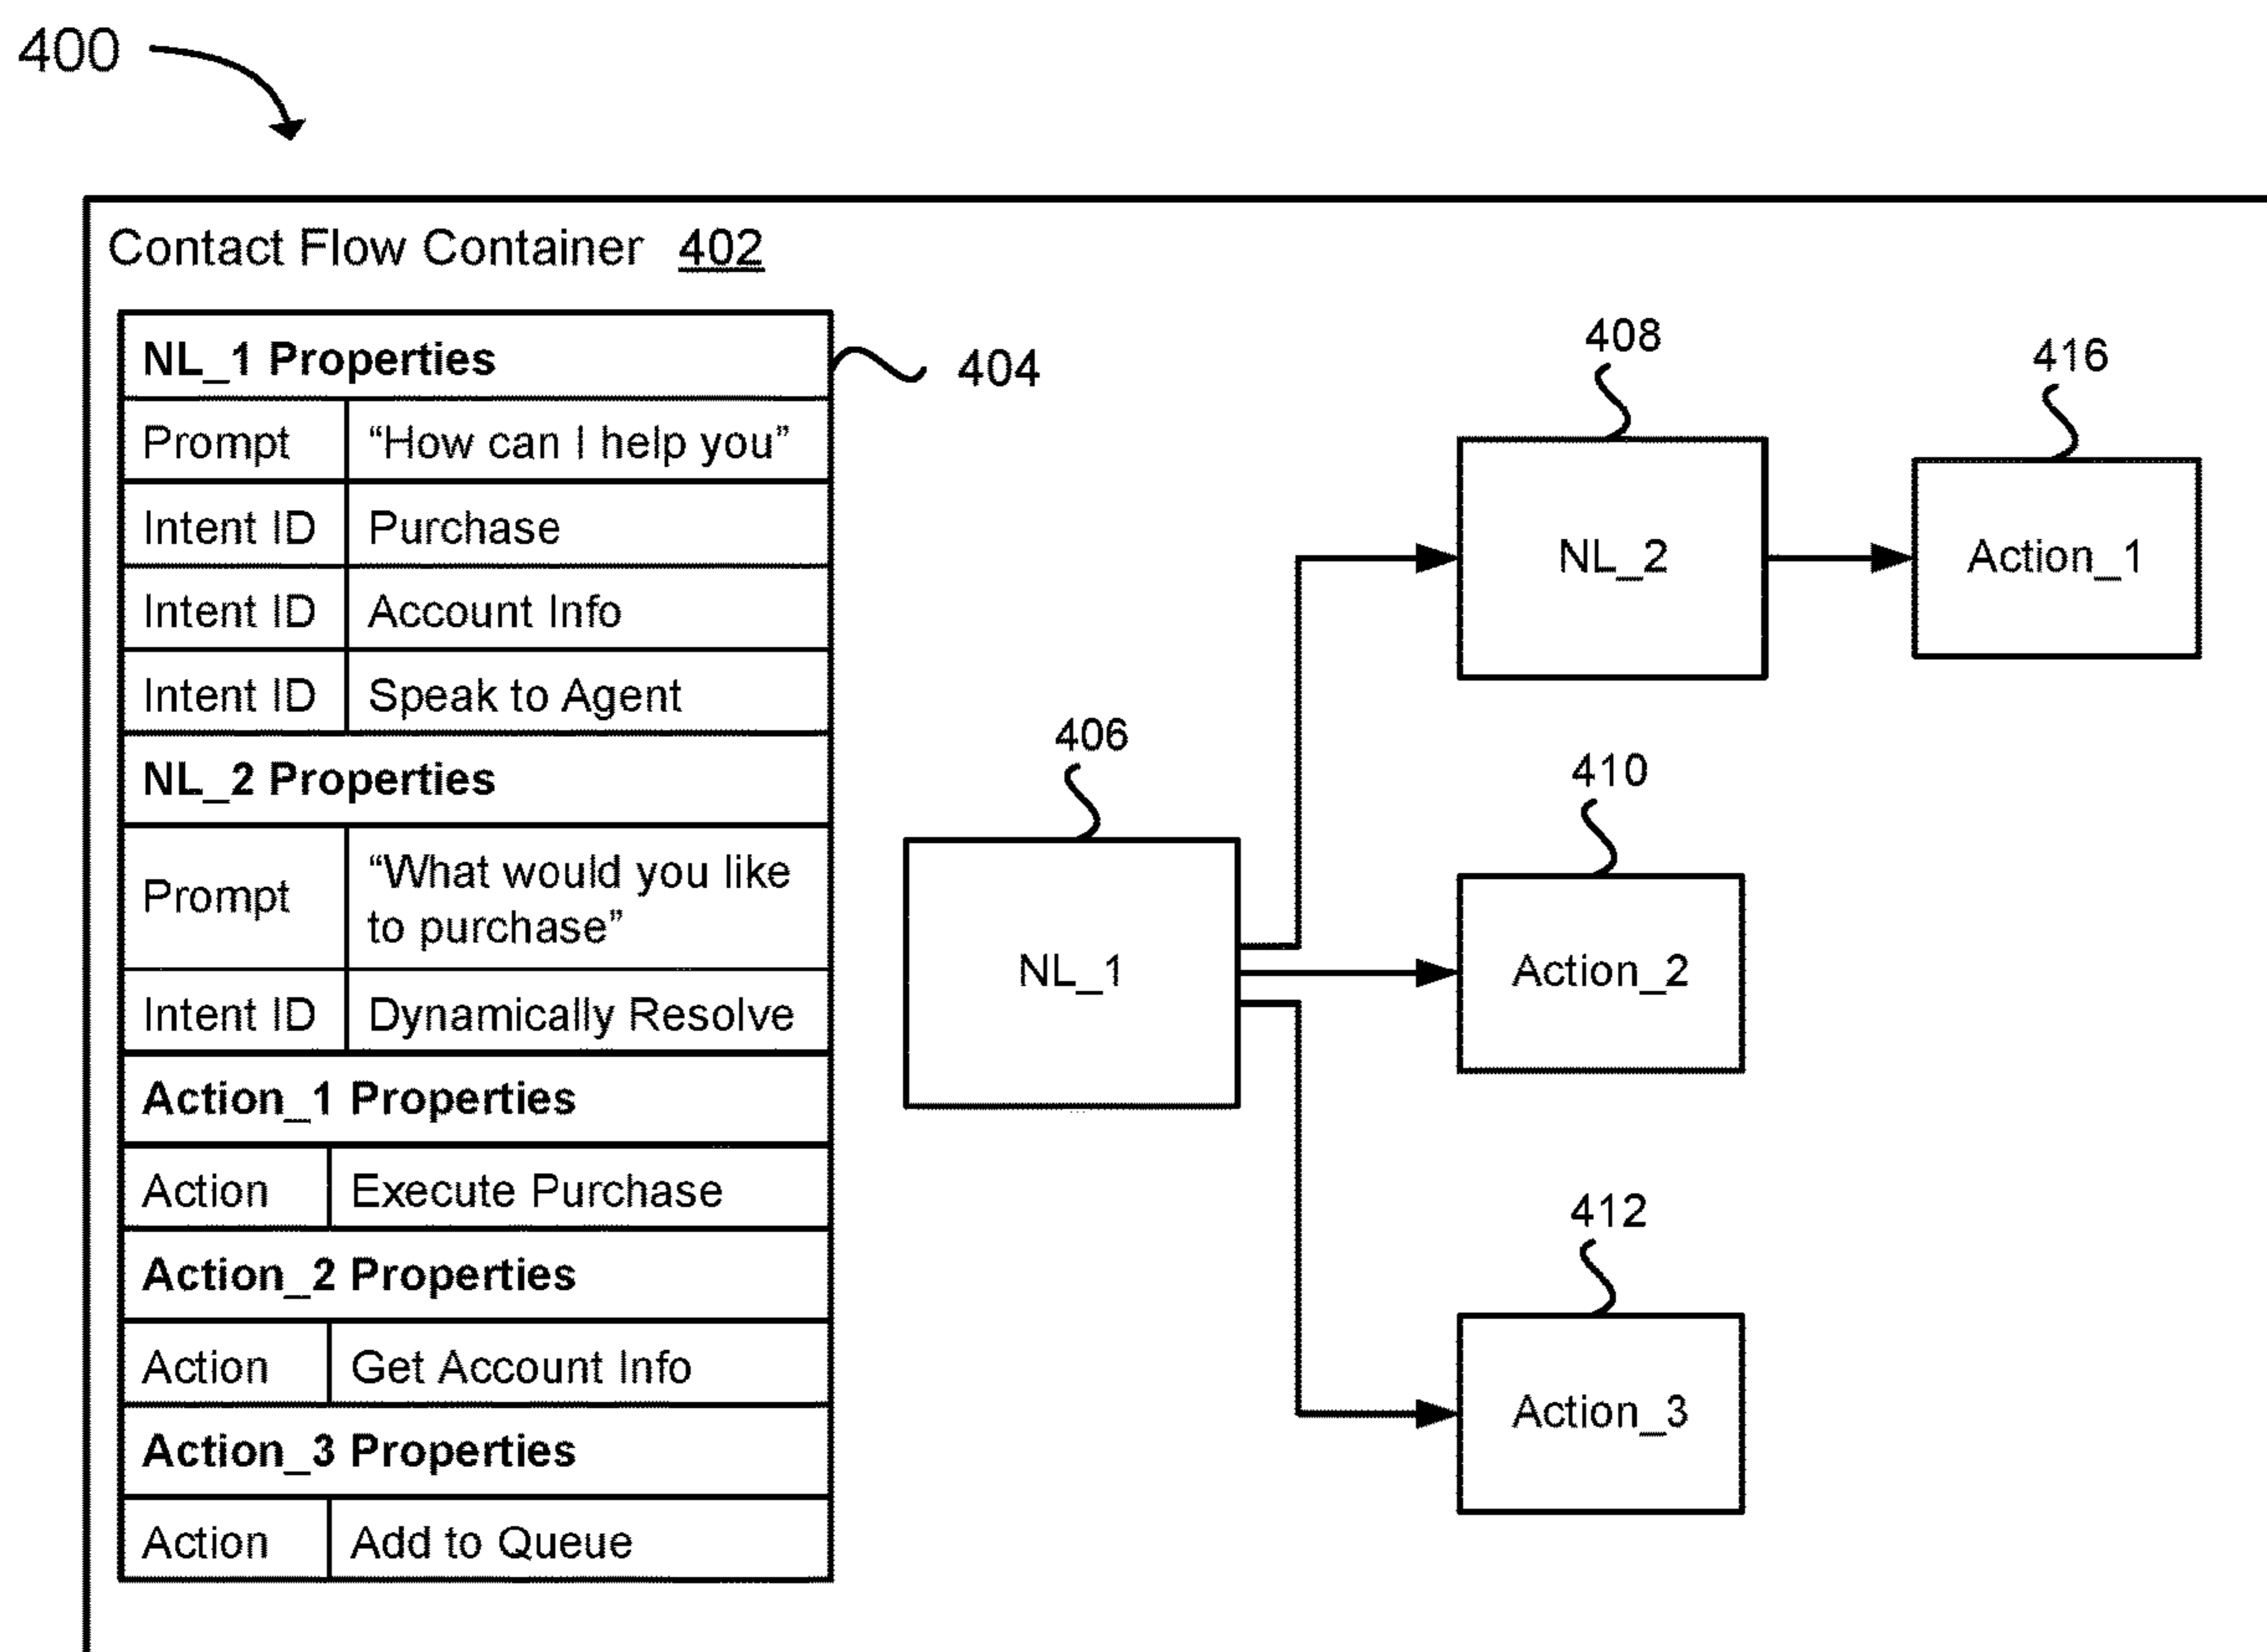 400
Contact Flow Container 402
NL_1 Properties
404
Prompt “How can I help you”
Intent ID Purchase
Intent ID Account Info
Intent ID Speak to Agent
NL_2 Properties
Prompt “What would you like
to purchase”
Intent ID Dynamically Resolve
Action_1 Properties
Action Execute Purchase
Action_2 Properties
Action Get Account Info
Action_3 Properties
Action Add to Queue
406
NL_1
408
NL_2
416
Action_1
410
Action_2
412
Action_3